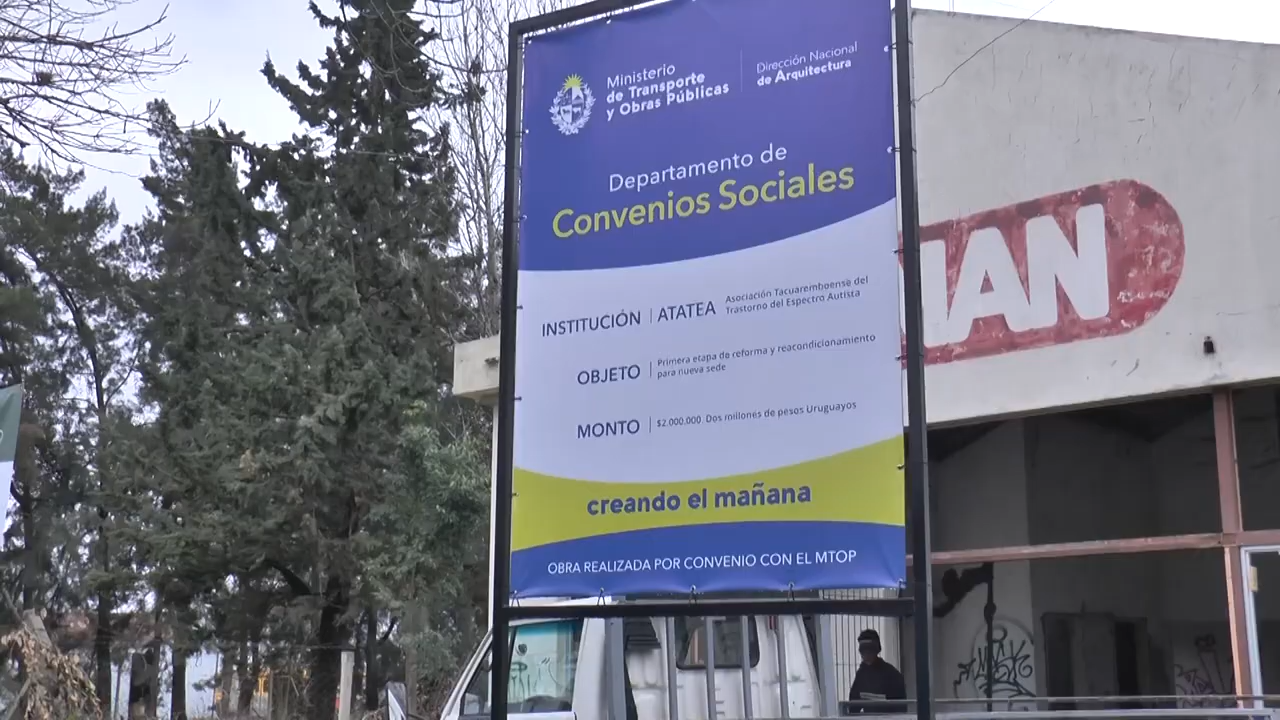 Ministerio
de Transporte
y Obras Públicas
Dirección Nacional
de Arquitectura
Departamento de
Convenios Sociales
INSTITUCIÓN | ATATEA
Asociación Tacuaremboense del
Trastorno del Espectro Autista
OBJETO
Primera etapa de reforma y reacondicionamiento
para nueva sede
MONTO
$2.000.000 Dos millones de pesos Uruguayos
creando el mañana
OBRA REALIZADA POR CONVENIO CON EL MTOP